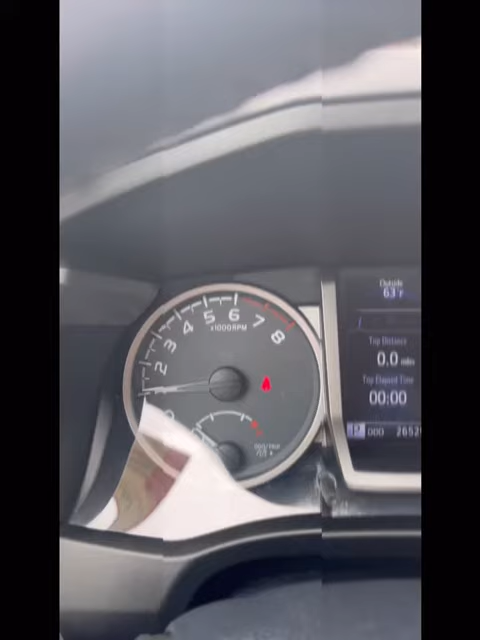 8
7
6
5
4
3
2
1
x1000RPM
Outside
63°F
Trip Distance
0.0 miles
Trip Elapsed Time
00:00
P ODO 2652